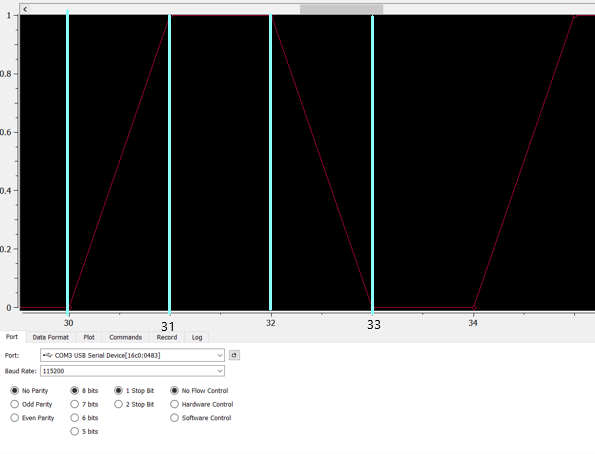 1
0.8
0.6
0.4
0.2
0
30 31 32 33 34
Port Data Format Plot Commands Record Log
Port: COM3 USB Serial Device[16c0:0483]
Baud Rate: 115200
No Parity 8 bits 1 Stop Bit No Flow Control
Odd Parity 7 bits 2 Stop Bit Hardware Control
Even Parity 6 bits Software Control
5 bits